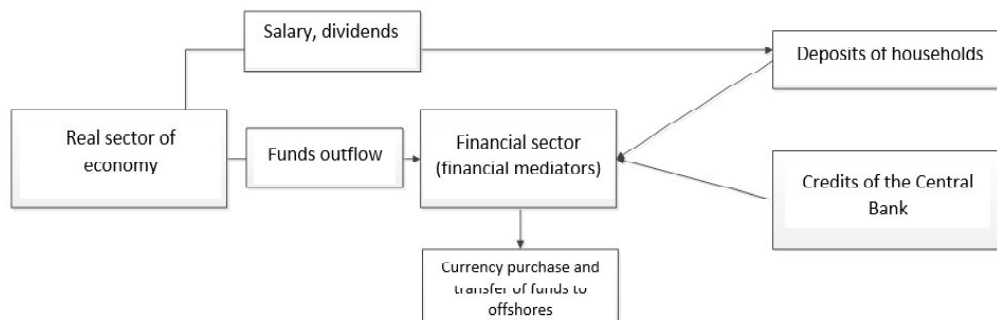 Salary, dividends
Deposits of households
Real sector of
economy
Funds outflow
Financial sector
(financial mediators)
Credits of the Central
Bank
Currency purchase and
transfer of funds to
offshores